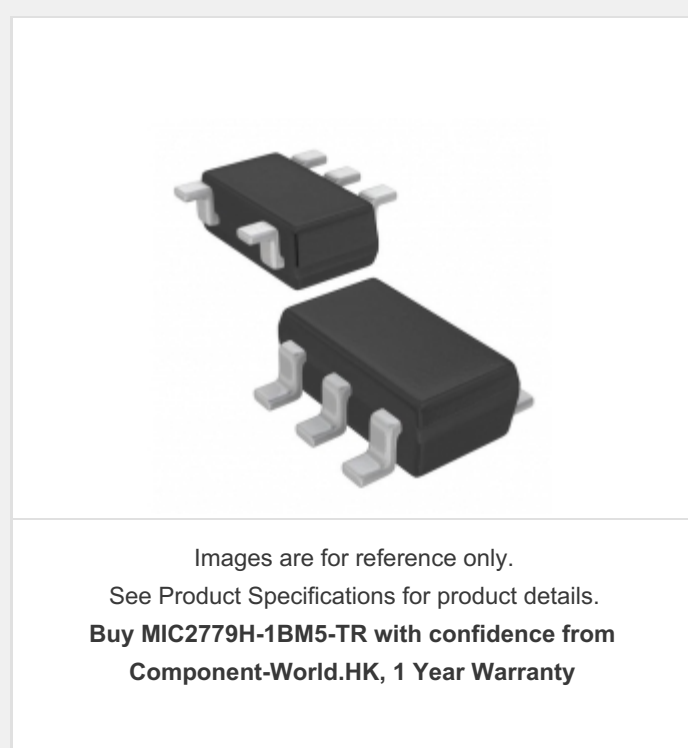 Images are for reference only.
See Product Specifications for product details.
Buy MIC2779H-1BM5-TR with confidence from
Component-World.HK, 1 Year Warranty